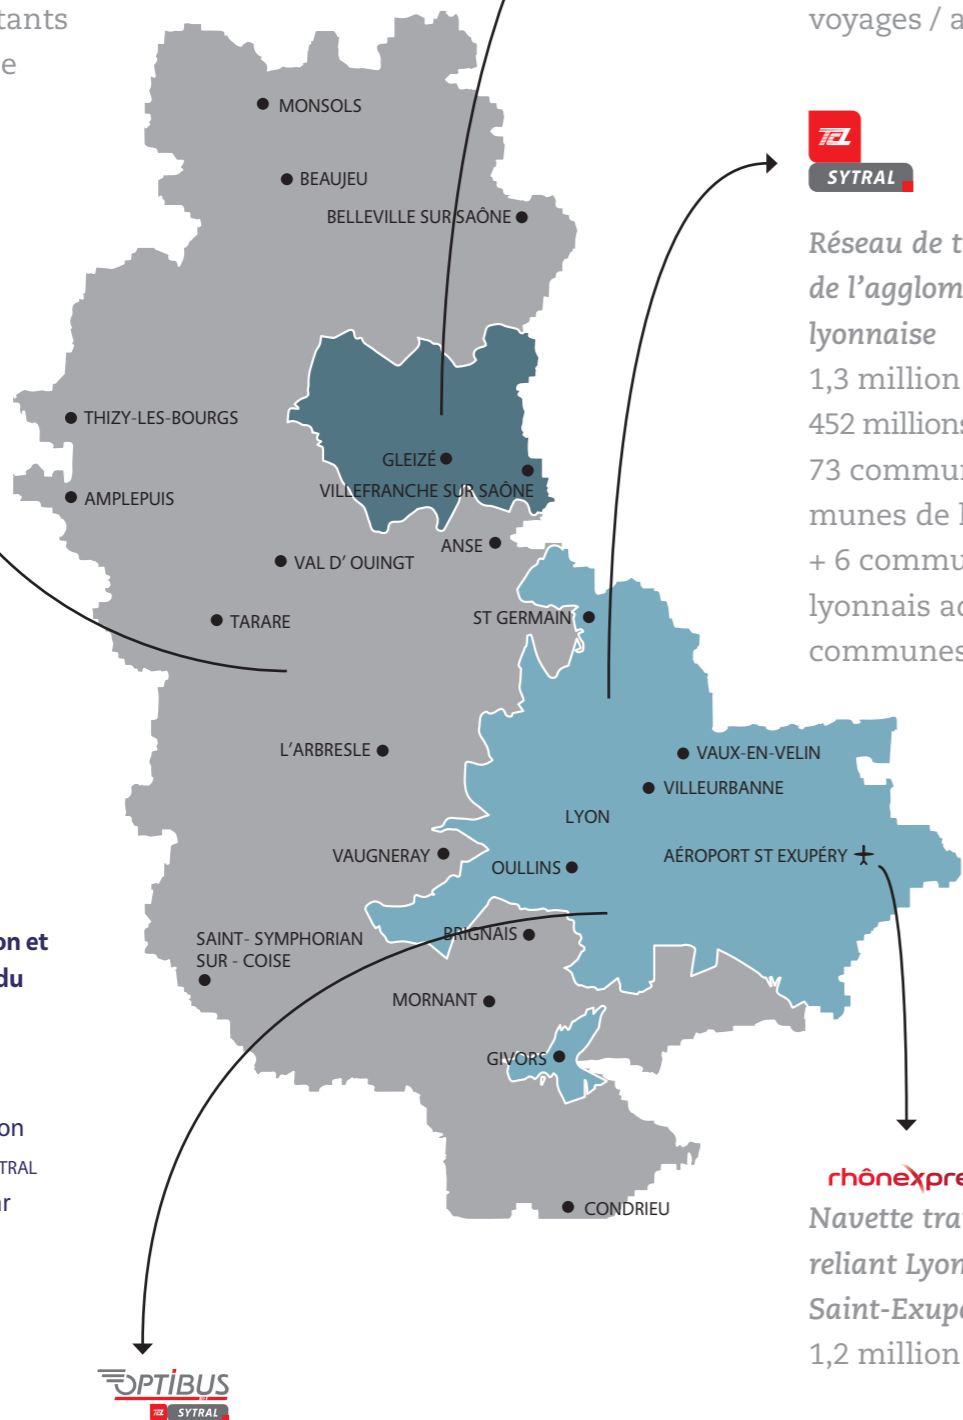 tants
e
voyages / a
MONSOLS
BEAUJEU
BELLEVILLE SUR SAÔNE
TCL
SYTRAL
Réseau de t
de l’agglom
lyonnaise
1,3 million
452 millions
73 commun
munes de l
+ 6 commu
lyonnais ad
communes
THIZY-LES-BOURGS
AMPLEPUIS
GLEIZÉ
VILLEFRANCHE SUR SAÔNE
ANSE
VAL D’ OUINGT
TARARE
ST GERMAIN
L’ARBRESLE
VAUX-EN-VELIN
VILLEURBANNE
LYON
VAUGNERAY
OULLINS
AÉROPORT ST EXUPÉRY
BRIGNAIS
SAINT- SYMPHORIAN
SUR - COISE
MORNANT
GIVORS
CONDRIEU
on et
du
on
TRAL
ar
rhônexpre
Navette tra
reliant Lyon
Saint-Exupé
1,2 million
OPTIBUS
TCL SYTRAL